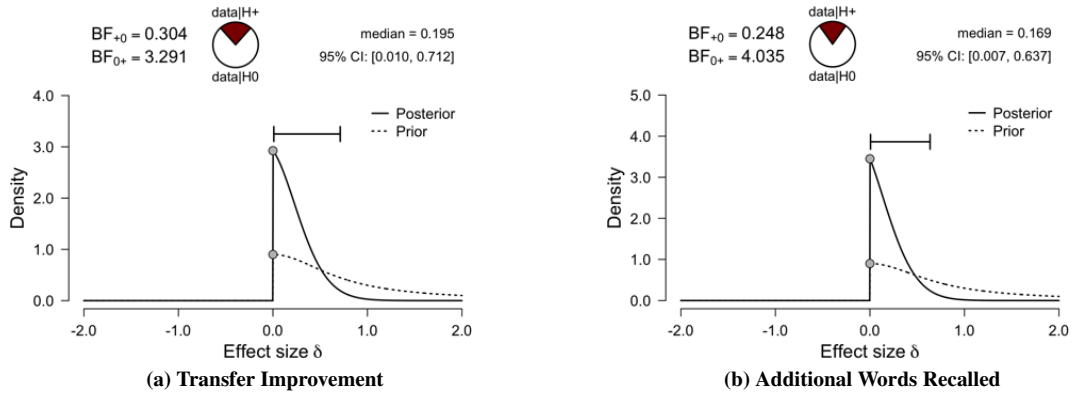 data|H+
BF+0 = 0.304
BF0+ = 3.291
median = 0.195
95% CI: [0.010, 0.712]
data|H0
4.0
3.0
2.0
1.0
0.0
Density
Posterior
Prior
-2.0 -1.0 0.0 1.0 2.0
Effect size δ
(a) Transfer Improvement
data|H+
BF+0 = 0.248
BF0+ = 4.035
median = 0.169
95% CI: [0.007, 0.637]
data|H0
5.0
4.0
3.0
2.0
1.0
0.0
Density
Posterior
Prior
-2.0 -1.0 0.0 1.0 2.0
Effect size δ
(b) Additional Words Recalled